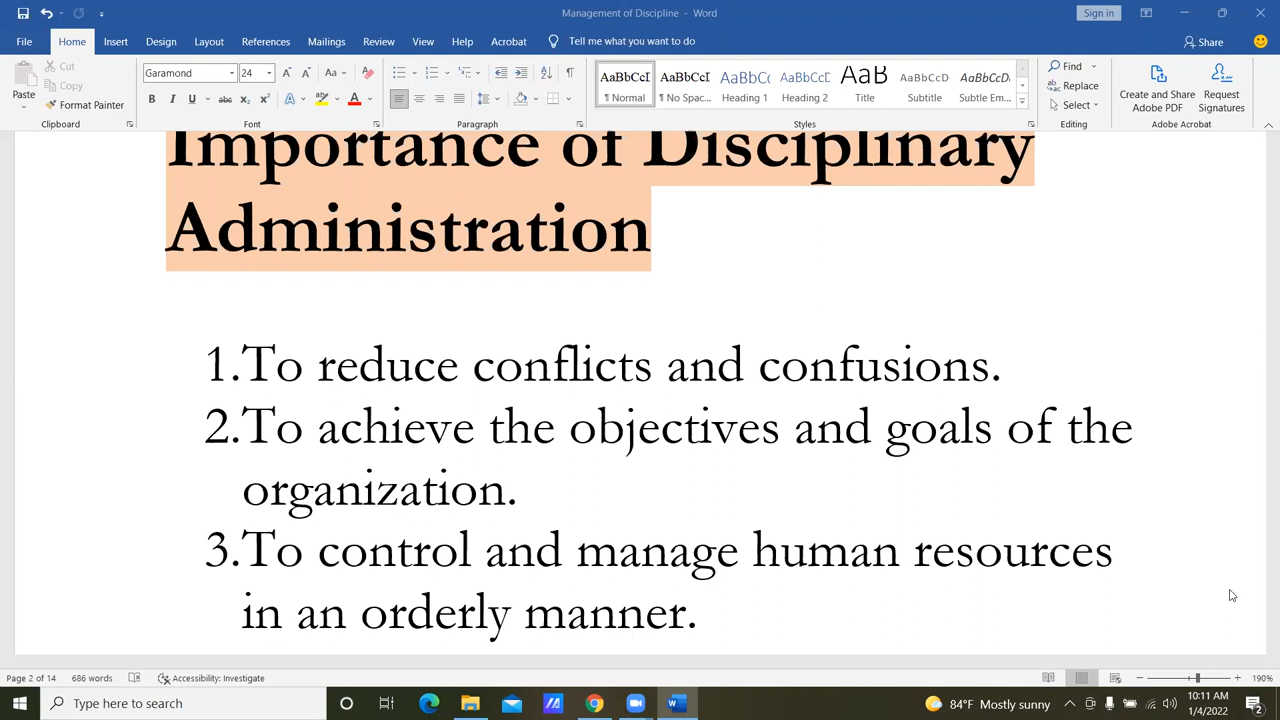 Management of Discipline - Word
Sign in
File Home Insert Design Layout References Mailings Review View Help Acrobat Tell me what you want to do Share
Paste
Cut
Copy
Format Painter
Clipboard
Garamond 24
Font
Paragraph
AaBbCcI AaBbCcI AaBbC( AaBbCcE AaB AaBbCcD AaBbCcD.
¶ Normal ¶ No Spac... Heading 1 Heading 2 Title Subtitle Subtle Em...
Styles
Find
Replace
Select
Editing
Create and Share Adobe PDF
Request Signatures
Adobe Acrobat
Importance of Disciplinary
Administration
1.To reduce conflicts and confusions.
2.To achieve the objectives and goals of the
organization.
3.To control and manage human resources
in an orderly manner.
Page 2 of 14 686 words Accessibility: Investigate 190%
Type here to search
84°F Mostly sunny
10:11 AM
1/4/2022
2